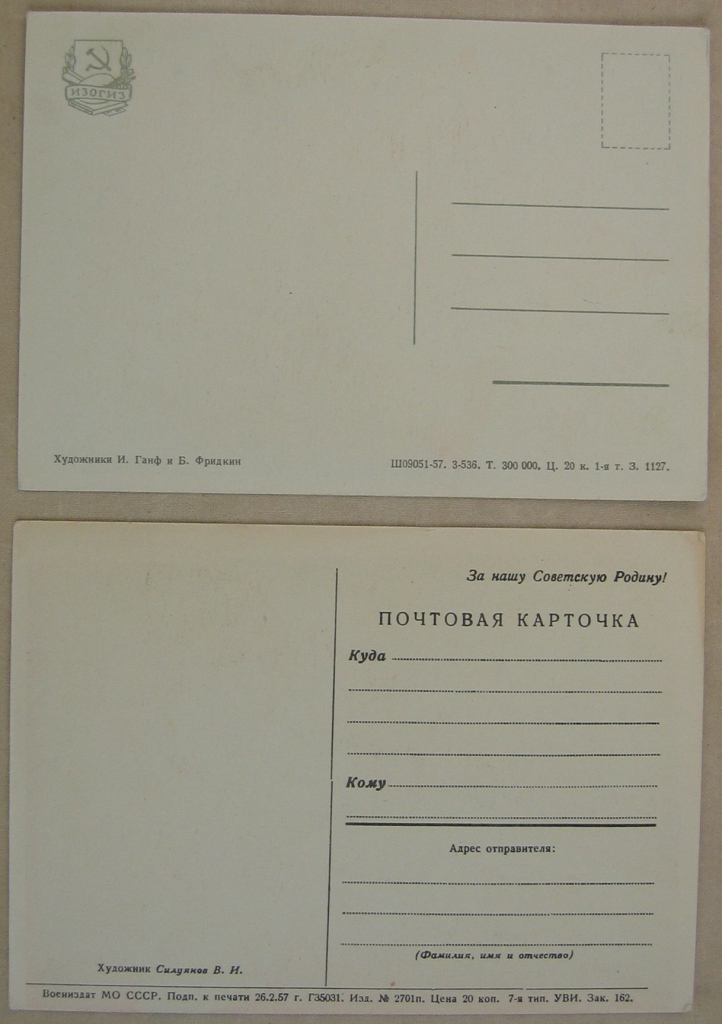 ИЗОГИЗ
Художники И. Ганф и Б. Фридкин
Ш09051-57. 3-536. Т. 300 000. Ц. 20 к. 1-я т. З. 1127.
За нашу Советскую Родину!
ПОЧТОВАЯ КАРТОЧКА
Куда
Кому
Адрес отправителя:
(Фамилия, имя и отчество)
Художник Силуянов В. И.
Воениздат МО СССР. Подп. к печати 26.2.57 г. Г35031. Изд. № 2701п. Цена 20 коп. 7-я тип. УВИ. Зак. 162.